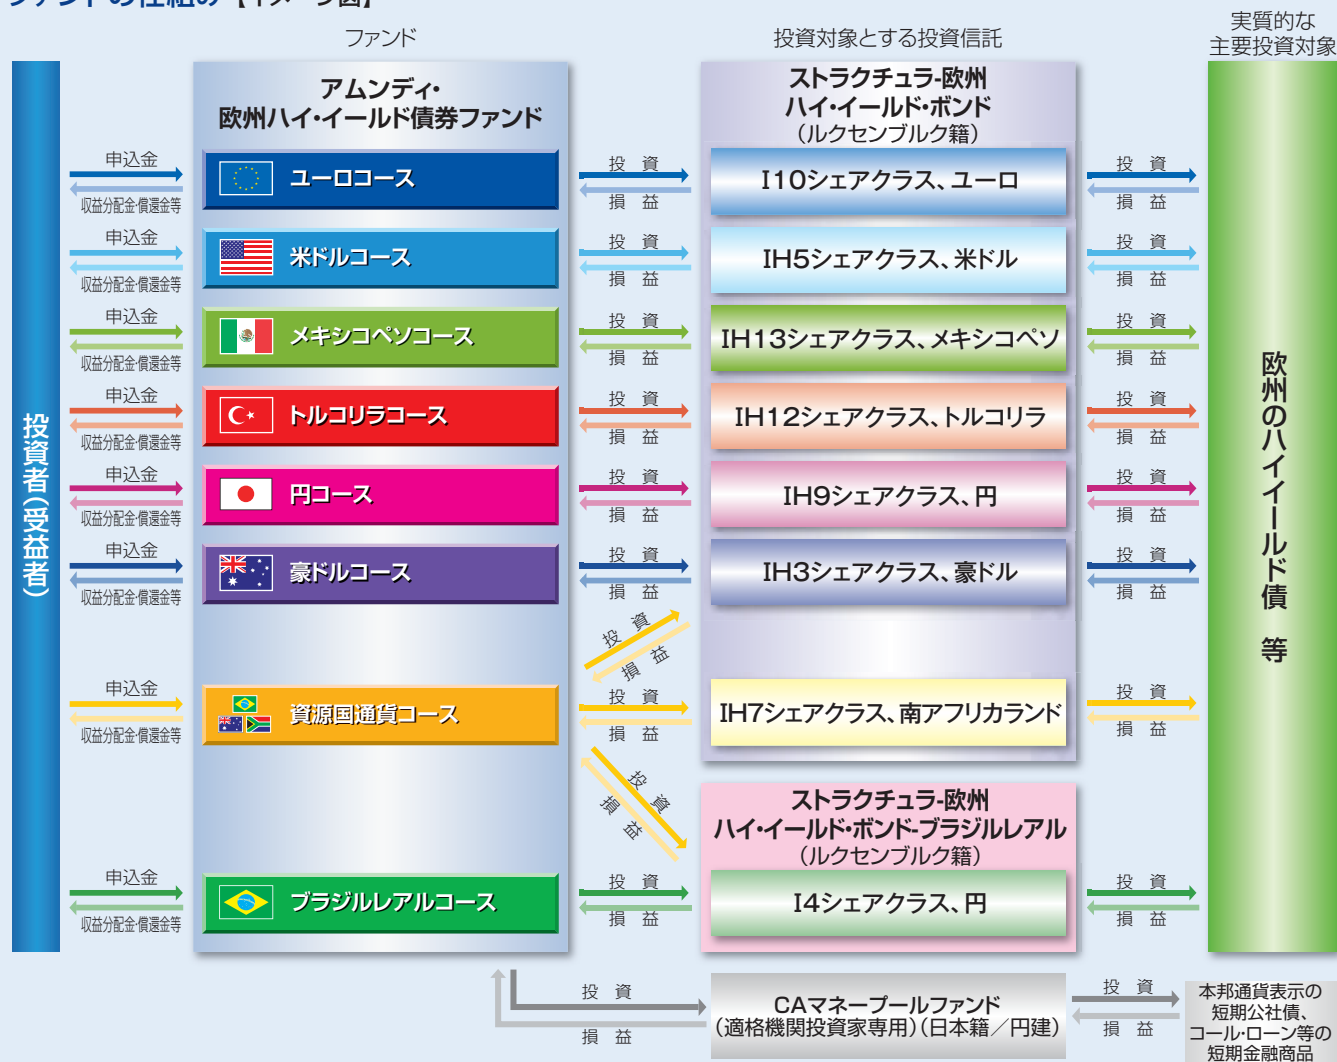 ファンドの仕組み【イメージ図】
ファンド
投資対象とする投資信託
実質的な
主要投資対象
投資者(受益者)
アムンディ・
欧州ハイ・イールド債券ファンド
ストラクチュラ-欧州
ハイ・イールド・ボンド
(ルクセンブルク籍)
欧州のハイイールド債 等
申込金
収益分配金・償還金等
ユーロコース
投資
損益
I10シェアクラス、ユーロ
投資
損益
申込金
収益分配金・償還金等
米ドルコース
投資
損益
IH5シェアクラス、米ドル
投資
損益
申込金
収益分配金・償還金等
メキシコペソコース
投資
損益
IH13シェアクラス、メキシコペソ
投資
損益
申込金
収益分配金・償還金等
トルコリラコース
投資
損益
IH12シェアクラス、トルコリラ
投資
損益
申込金
収益分配金・償還金等
円コース
投資
損益
IH9シェアクラス、円
投資
損益
申込金
収益分配金・償還金等
豪ドルコース
投資
損益
IH3シェアクラス、豪ドル
投資
損益
投資
損益
申込金
収益分配金・償還金等
資源国通貨コース
投資
損益
IH7シェアクラス、南アフリカランド
投資
損益
投資
損益
ストラクチュラ-欧州
ハイ・イールド・ボンド-ブラジルレアル
(ルクセンブルク籍)
申込金
収益分配金・償還金等
ブラジルレアルコース
投資
損益
I4シェアクラス、円
投資
損益
投資
損益
CAマネープールファンド
(適格機関投資家専用)(日本籍/円建)
投資
損益
本邦通貨表示の
短期公社債、
コール・ローン等の
短期金融商品